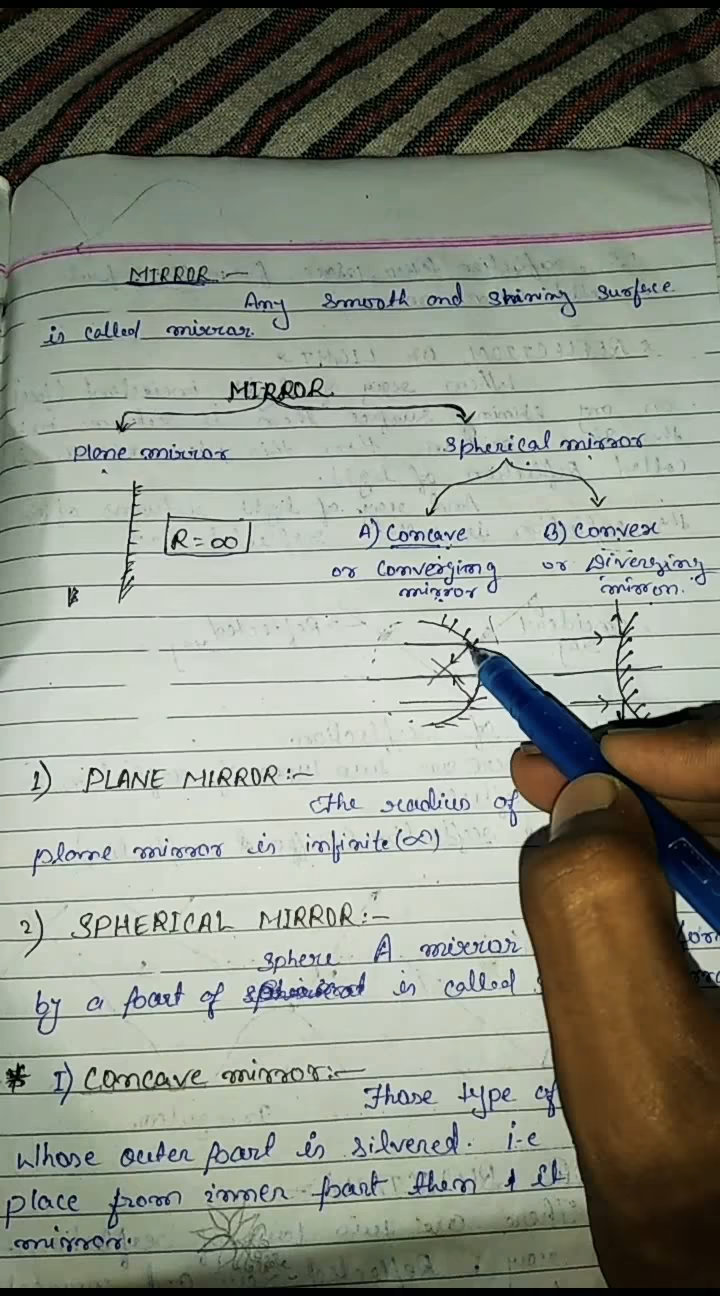 MIRROR :-
Any smooth and shining surface
is called mirror.
MIRROR
Plane mirror
Spherical mirror
R = ∞
A) Concave
or Converging
mirror
B) Convex
or Diverging
mirron.
1) PLANE MIRROR :-
The radius of
plane mirror is infinite (∞)
2) SPHERICAL MIRROR :-
sphere A mirror
by a part of is called
* I) Concave mirror :-
Those type of
whose outer part is silvered. i.e
place from inner part then
mirror.